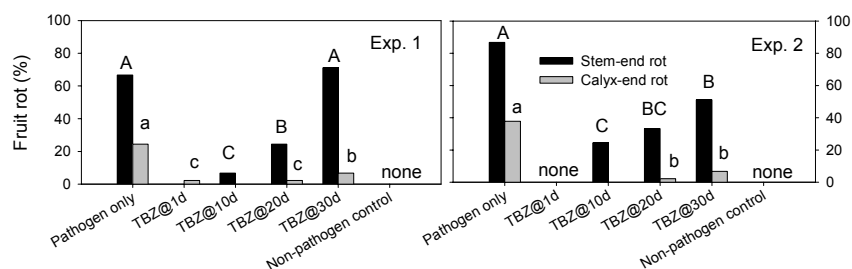 100
80
60
40
20
0
Fruit rot (%)
Exp. 1
A
a
c
C
B
c
A
b
none
Pathogen only
TBZ@1d
TBZ@10d
TBZ@20d
TBZ@30d
Non-pathogen control
Exp. 2
Stem-end rot
Calyx-end rot
A
a
none
C
BC
b
B
b
none
100
80
60
40
20
0
Pathogen only
TBZ@1d
TBZ@10d
TBZ@20d
TBZ@30d
Non-pathogen control